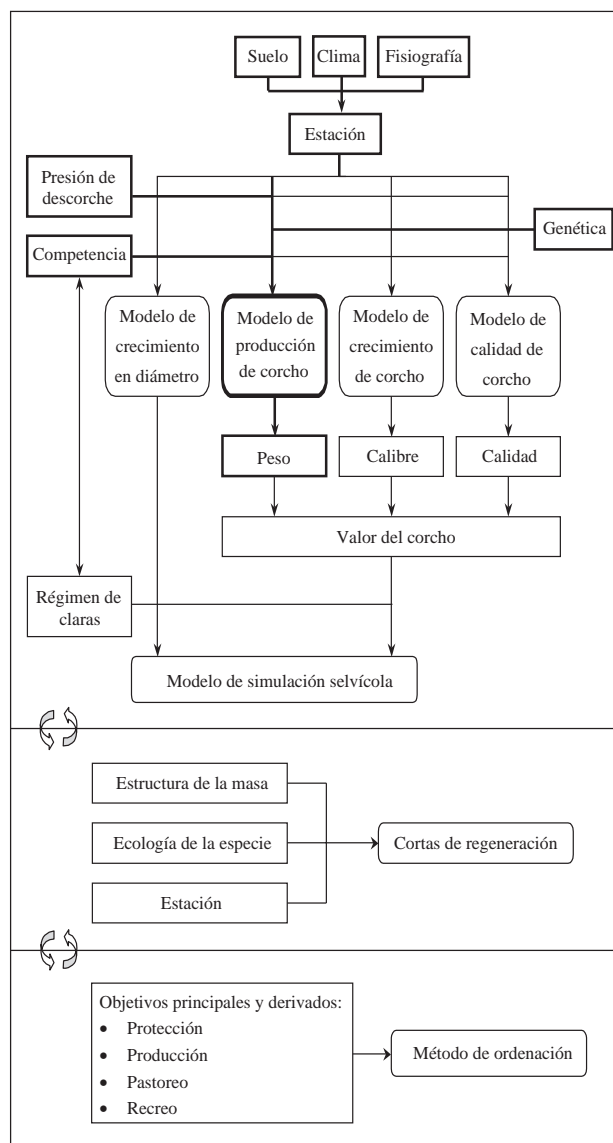 Suelo
Clima
Fisiografía
Estación
Presión de
descorche
Genética
Competencia
Modelo de
crecimiento
en diámetro
Modelo de
producción
de corcho
Modelo de
crecimiento
de corcho
Modelo de
calidad de
corcho
Peso
Calibre
Calidad
Valor del corcho
Régimen de
claras
Modelo de simulación selvícola
Estructura de la masa
Ecología de la especie
Cortas de regeneración
Estación
Objetivos principales y derivados:
• Protección
• Producción
• Pastoreo
• Recreo
Método de ordenación